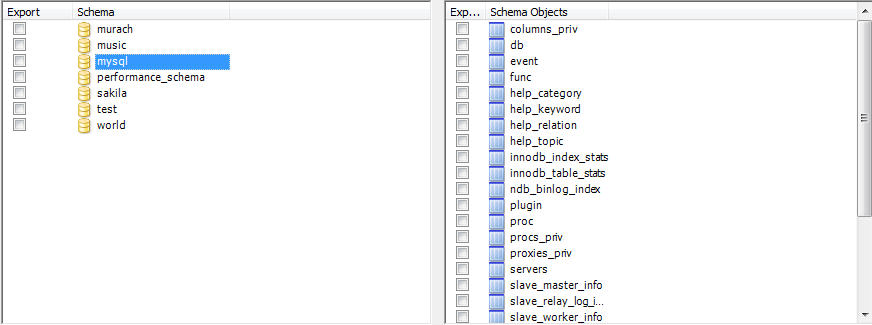 Export Schema
murach
music
mysql
performance_schema
sakila
test
world
Exp... Schema Objects
columns_priv
db
event
func
help_category
help_keyword
help_relation
help_topic
innodb_index_stats
innodb_table_stats
ndb_binlog_index
plugin
proc
procs_priv
proxies_priv
servers
slave_master_info
slave_relay_log_i...
slave_worker_info